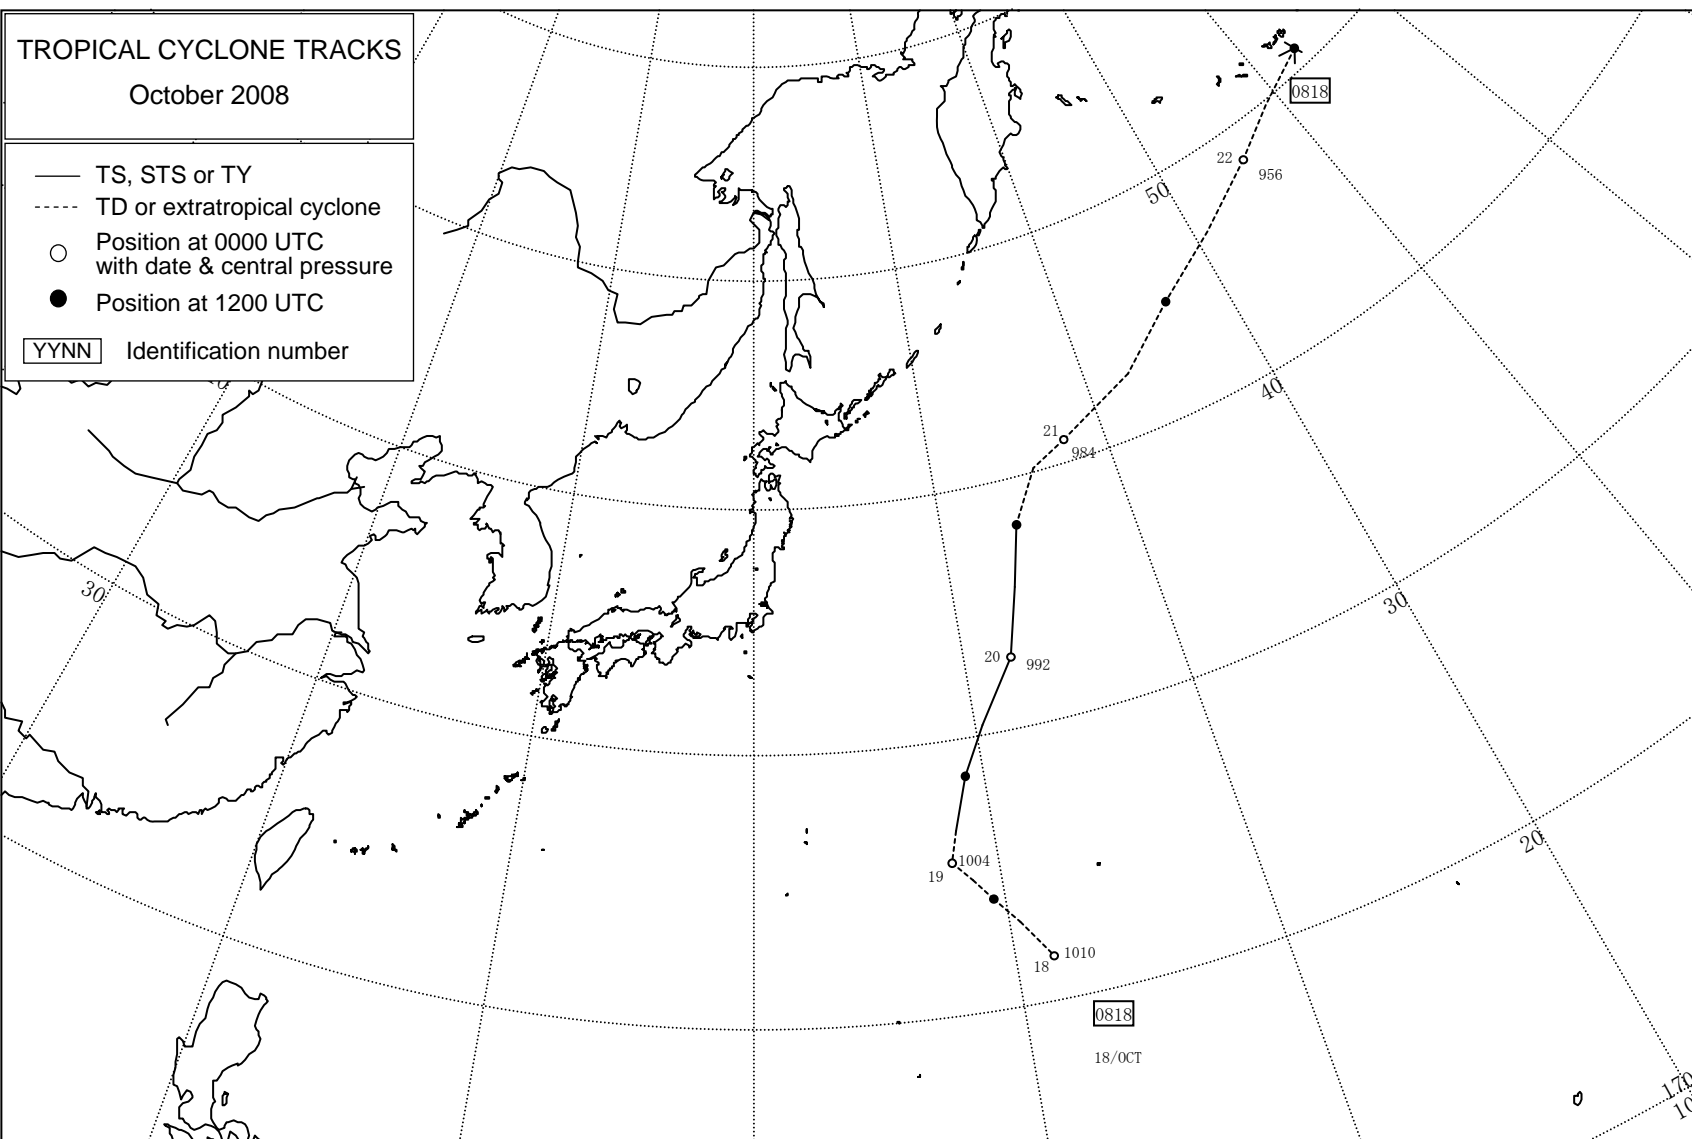 TROPICAL CYCLONE TRACKS
October 2008
TS, STS or TY
TD or extratropical cyclone
Position at 0000 UTC
with date & central pressure
Position at 1200 UTC
YYNN Identification number
0818
22
956
50
40
21
984
30
30
20
992
20
1004
19
1010
18
0818
18/OCT
170